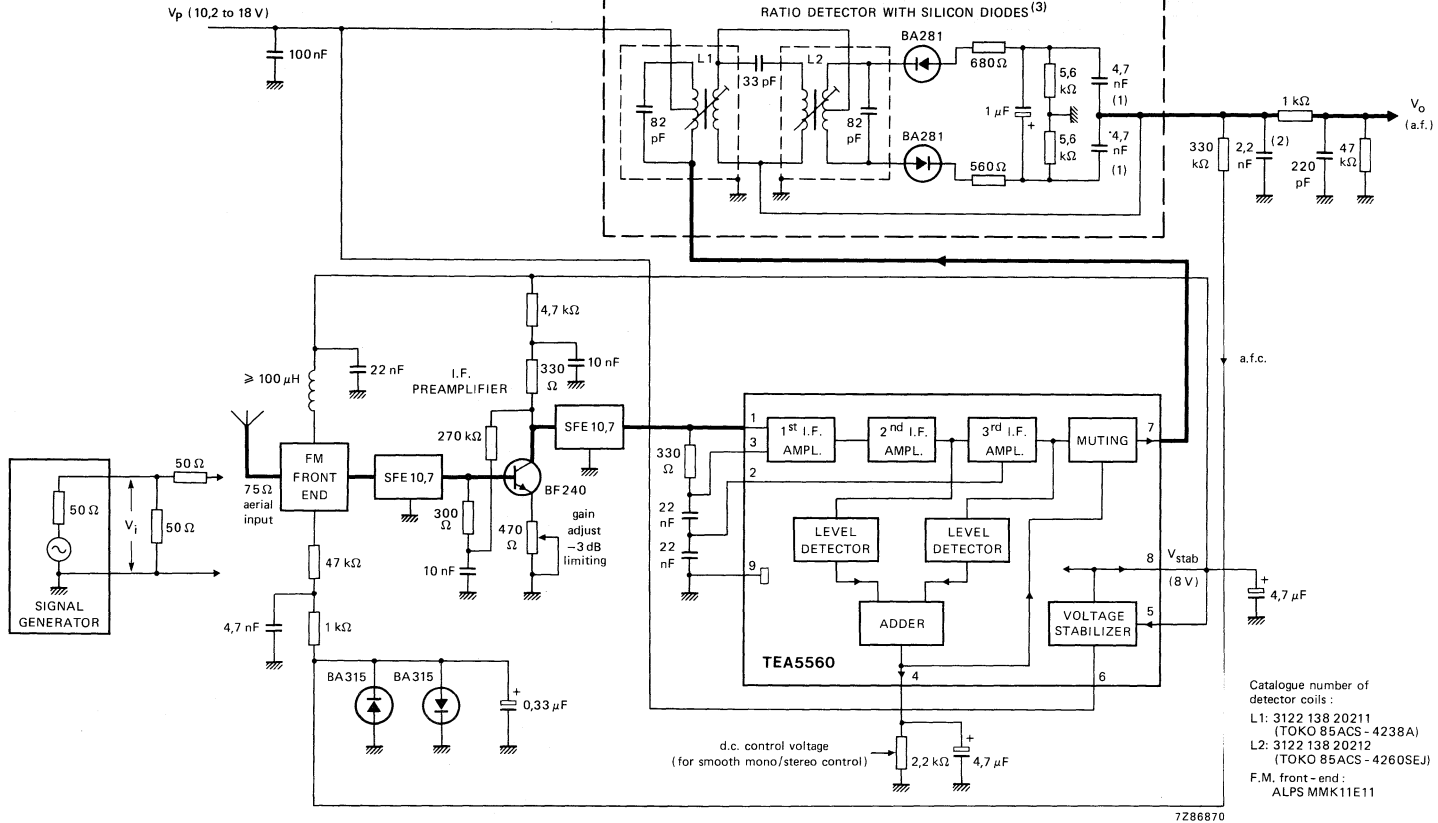 RATIO DETECTOR WITH SILICON DIODES(3)
VP (10,2 to 18 V)
100 nF
L1
33 pF
L2
82
pF
82
pF
BA281
BA281
680 Ω
560 Ω
1 µF
+
5,6
kΩ
5,6
kΩ
4,7
nF
(1)
4,7
nF
(1)
1 kΩ
Vo
(a.f.)
330
kΩ
2,2
nF
(2)
220
pF
47
kΩ
a.f.c.
≥ 100 µH
22 nF
I.F.
PREAMPLIFIER
4,7 kΩ
330
Ω
10 nF
270 kΩ
SFE 10,7
FM
FRONT
END
75 Ω
aerial
input
SFE 10,7
300
Ω
10 nF
BF240
470
Ω
gain
adjust
–3 dB
limiting
50 Ω
50 Ω
Vi
50 Ω
SIGNAL
GENERATOR
47 kΩ
4,7 nF
1 kΩ
BA315
BA315
+
0,33 µF
330
Ω
22
nF
22
nF
1
3
2
9
1st I.F.
AMPL.
2nd I.F.
AMPL.
3rd I.F.
AMPL.
MUTING
7
LEVEL
DETECTOR
LEVEL
DETECTOR
ADDER
VOLTAGE
STABILIZER
8
Vstab
(8 V)
5
+
4,7 µF
TEA5560
4
6
d.c. control voltage
(for smooth mono/stereo control)
2,2 kΩ
+
4,7 µF
Catalogue number of
detector coils :
L1: 3122 138 20211
(TOKO 85ACS - 4238A)
L2: 3122 138 20212
(TOKO 85ACS - 4260SEJ)
F.M. front - end :
ALPS MMK11E11
7Z86870